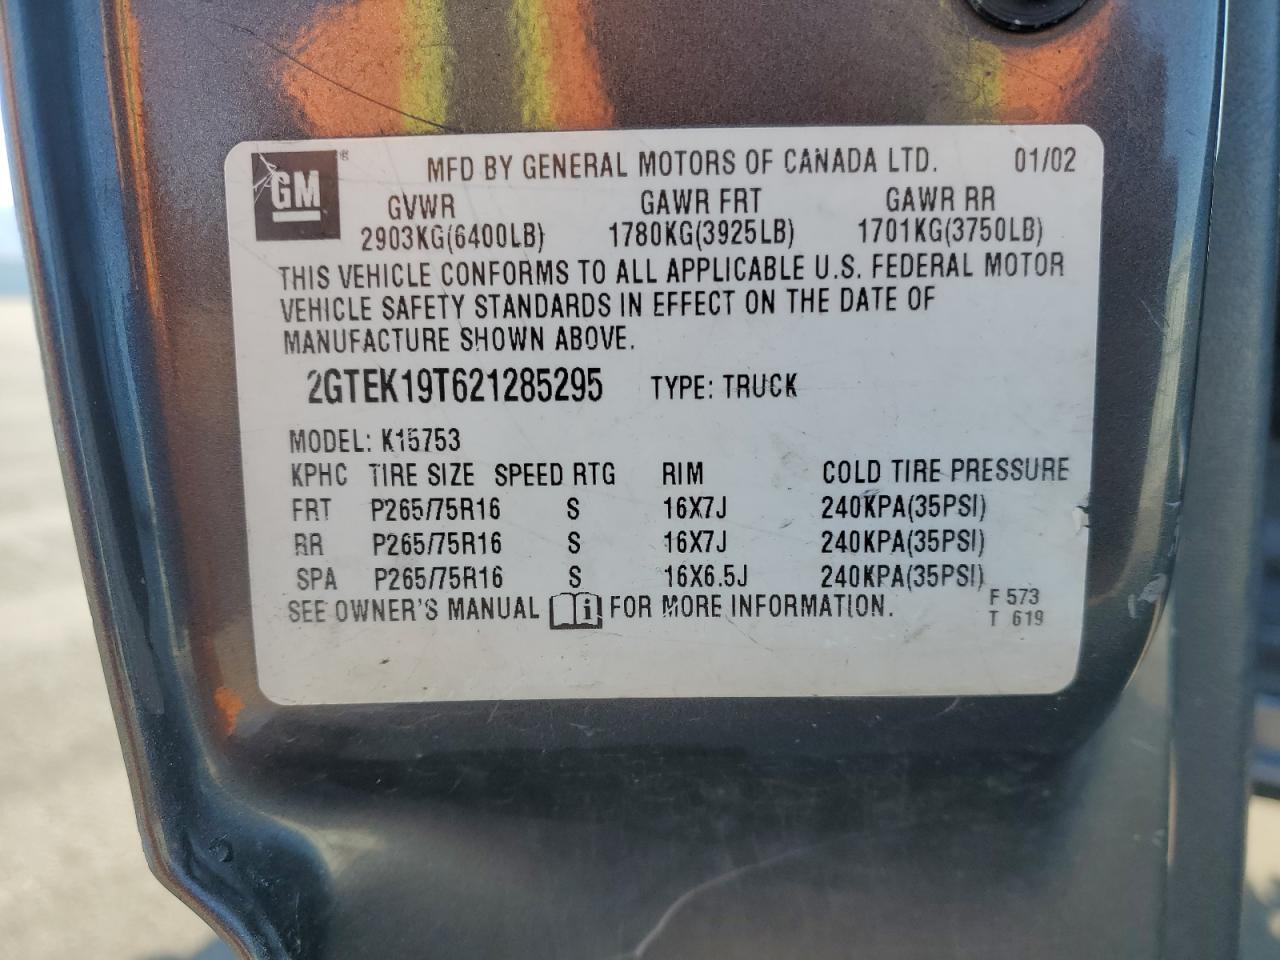 GM ® MFD BY GENERAL MOTORS OF CANADA LTD. 01/02
GVWR GAWR FRT GAWR RR
2903KG(6400LB) 1780KG(3925LB) 1701KG(3750LB)
THIS VEHICLE CONFORMS TO ALL APPLICABLE U.S. FEDERAL MOTOR
VEHICLE SAFETY STANDARDS IN EFFECT ON THE DATE OF
MANUFACTURE SHOWN ABOVE.
2GTEK19T621285295 TYPE: TRUCK
MODEL: K15753
KPHC TIRE SIZE SPEED RTG RIM COLD TIRE PRESSURE
FRT P265/75R16 S 16X7J 240KPA(35PSI)
RR P265/75R16 S 16X7J 240KPA(35PSI)
SPA P265/75R16 S 16X6.5J 240KPA(35PSI)
SEE OWNER'S MANUAL i FOR MORE INFORMATION.
F 573
T 619